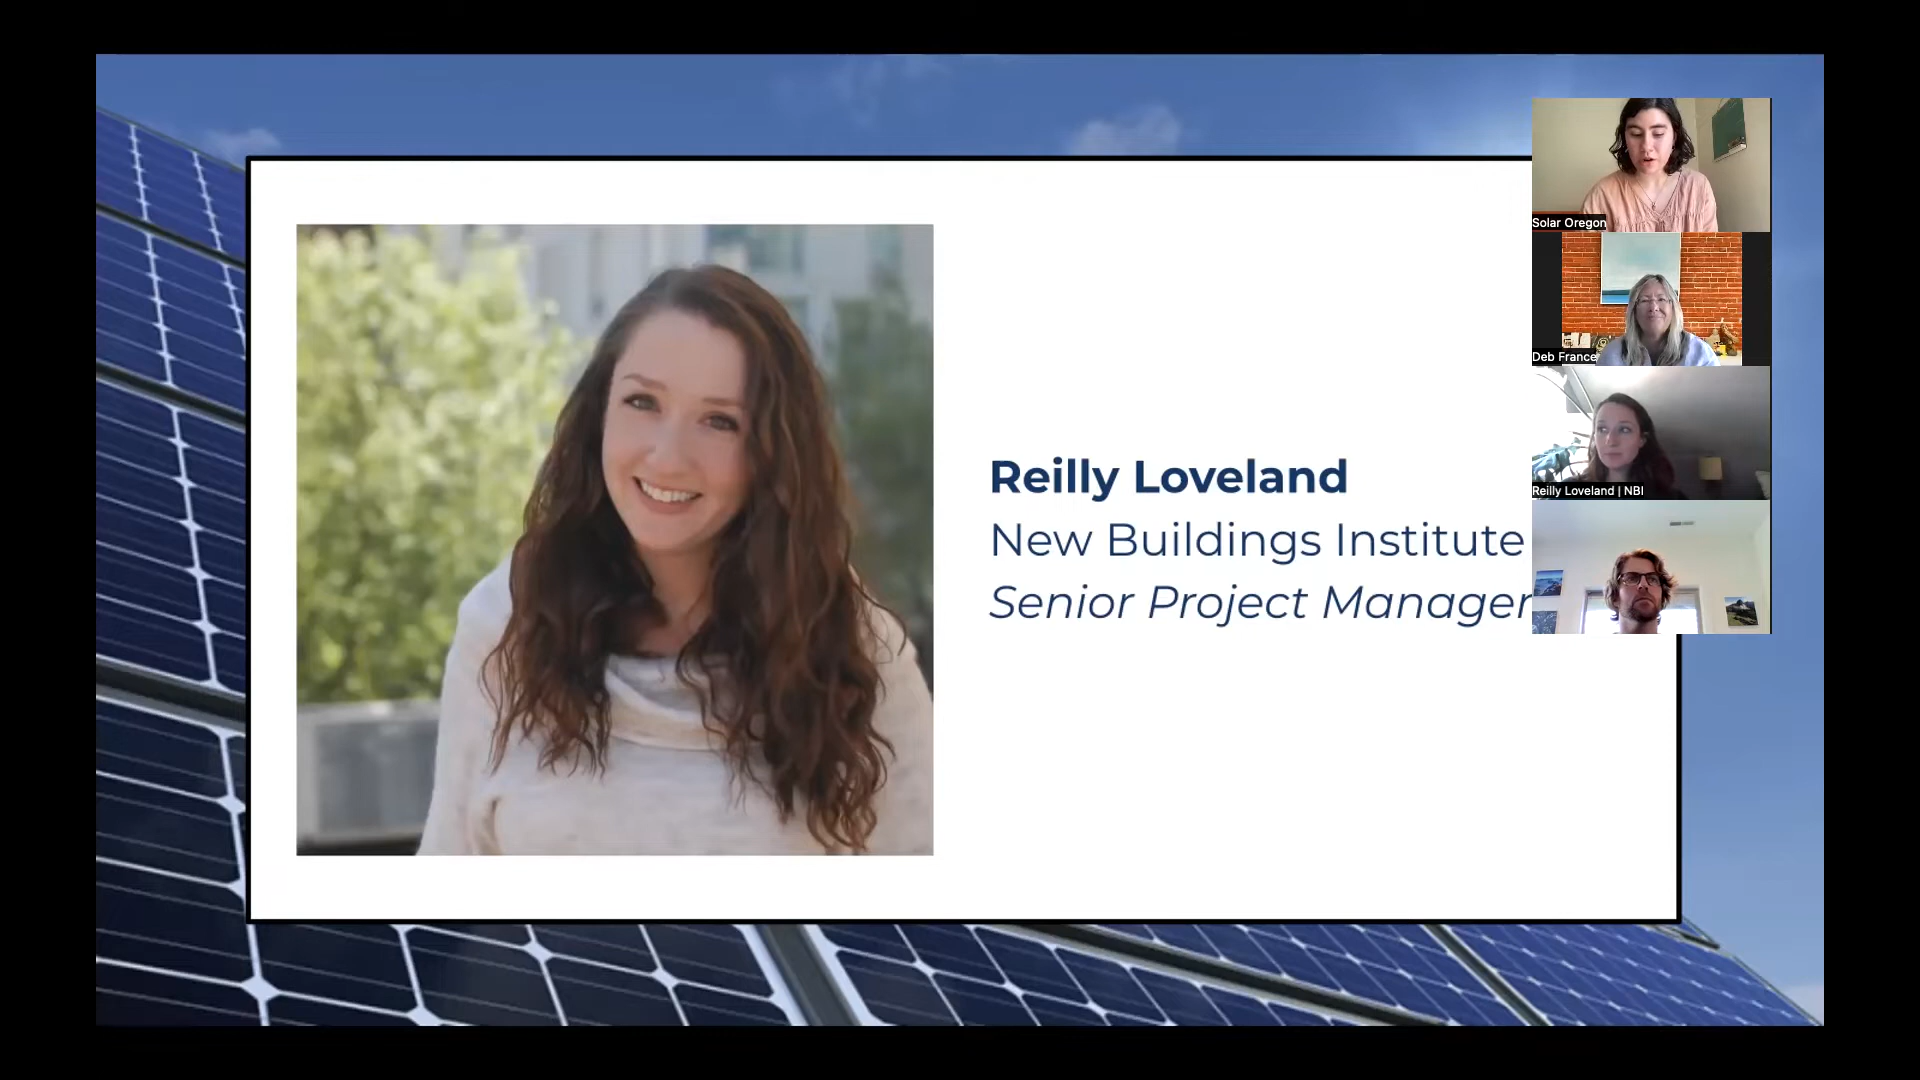 Reilly Loveland
New Buildings Institute
Senior Project Manager
Solar Oregon
Deb France
Reilly Loveland | NBI